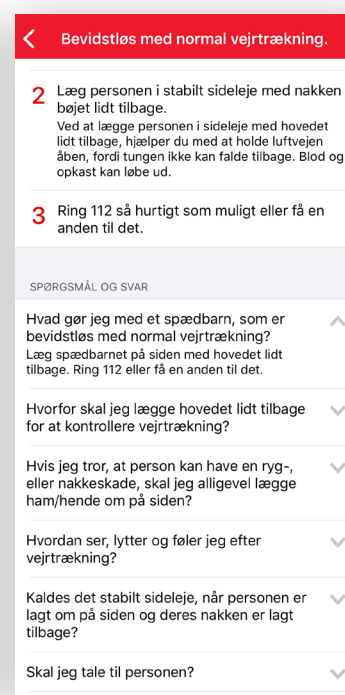 Bevidstløs med normal vejrtrækning.
2 Læg personen i stabilt sideleje med nakken
bøjet lidt tilbage.
Ved at lægge personen i sideleje med hovedet
lidt tilbage, hjælper du med at holde luftvejen
åben, fordi tungen ikke kan falde tilbage. Blod og
opkast kan løbe ud.
3 Ring 112 så hurtigt som muligt eller få en
anden til det.
SPØRGSMÅL OG SVAR
Hvad gør jeg med et spædbarn, som er
bevidstløs med normal vejrtrækning?
Læg spædbarnet på siden med hovedet lidt
tilbage. Ring 112 eller få en anden til det.
Hvorfor skal jeg lægge hovedet lidt tilbage
for at kontrollere vejrtrækning?
Hvis jeg tror, at person kan have en ryg-,
eller nakkeskade, skal jeg alligevel lægge
ham/hende om på siden?
Hvordan ser, lytter og føler jeg efter
vejrtrækning?
Kaldes det stabilt sideleje, når personen er
lagt om på siden og deres nakken er lagt
tilbage?
Skal jeg tale til personen?